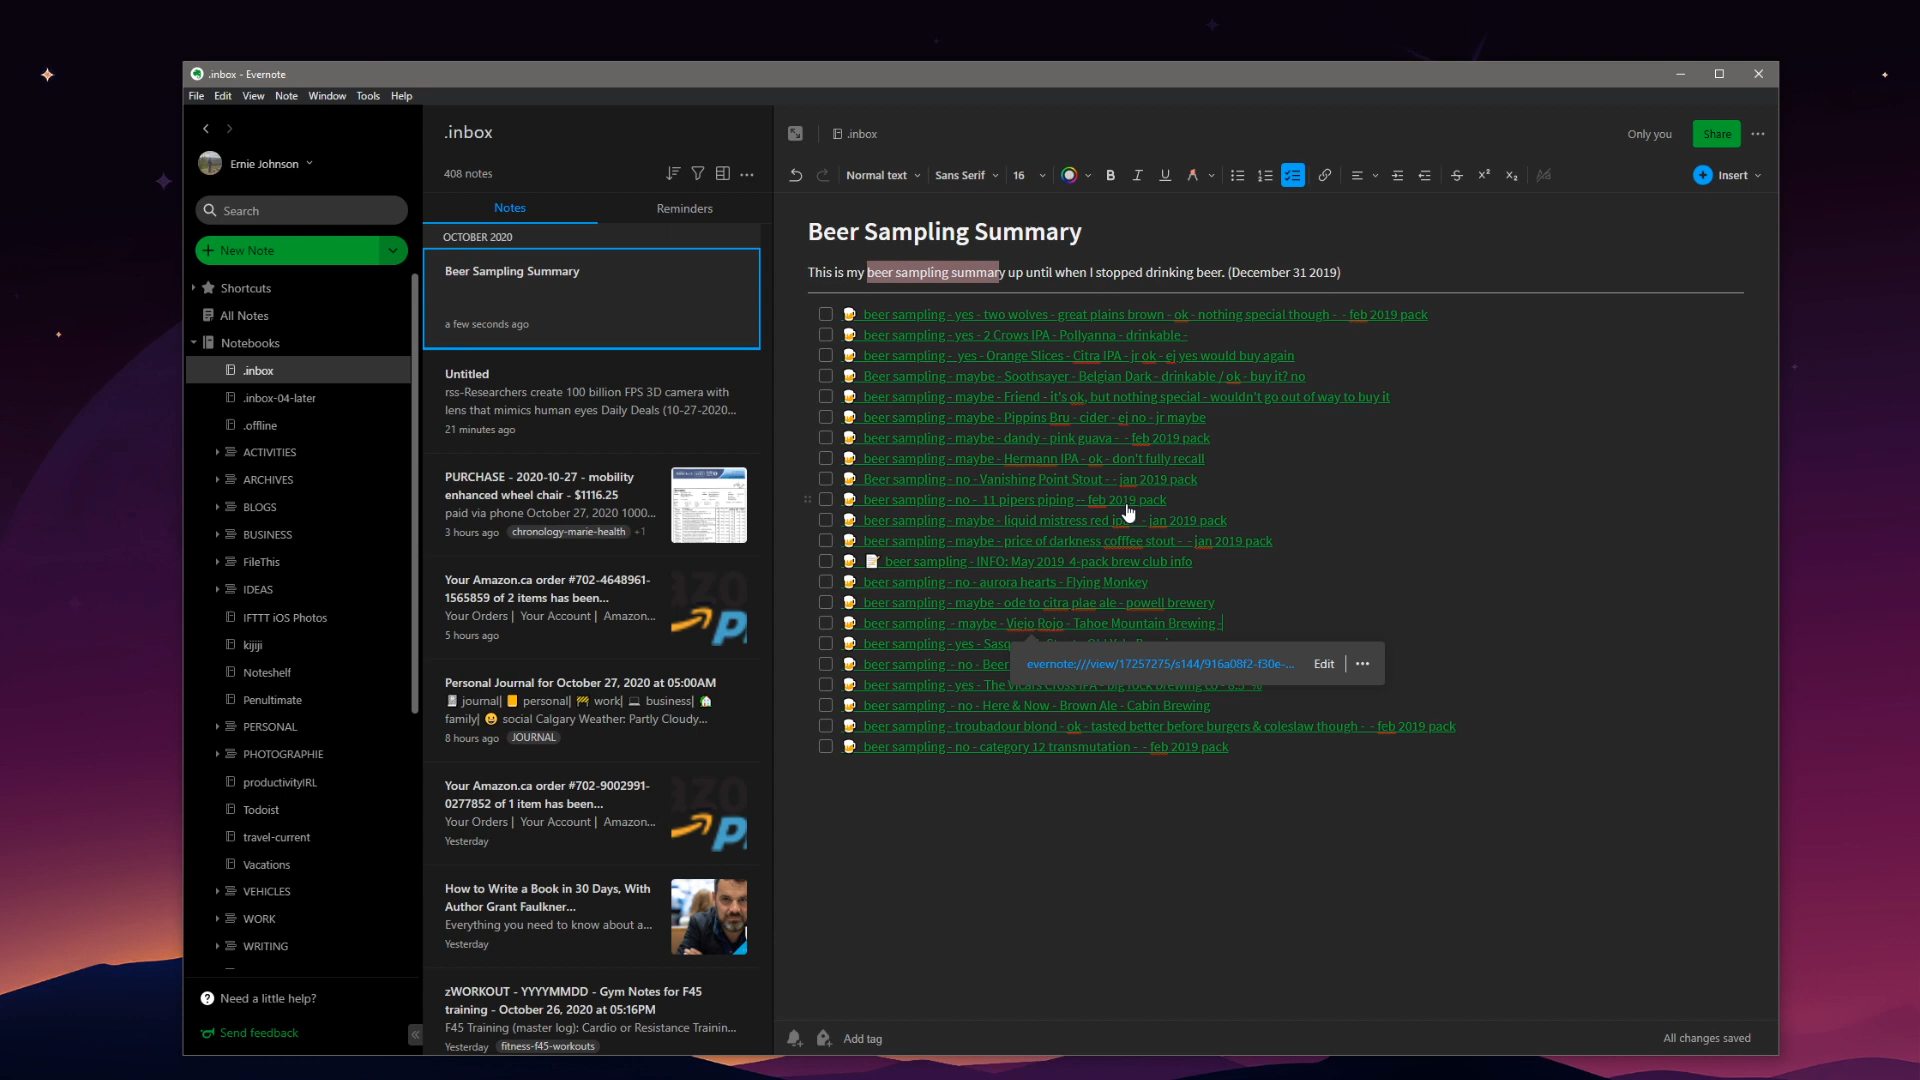 .inbox - Evernote
File Edit View Note Window Tools Help
Ernie Johnson
Search
New Note
Shortcuts
All Notes
Notebooks
.inbox
.inbox-04-later
.offline
ACTIVITIES
ARCHIVES
BLOGS
BUSINESS
FileThis
IDEAS
IFTTT iOS Photos
kijiji
Noteshelf
Penultimate
PERSONAL
PHOTOGRAPHIE
productivityIRL
Todoist
travel-current
Vacations
VEHICLES
WORK
WRITING
Need a little help?
Send feedback
.inbox
408 notes
Notes Reminders
OCTOBER 2020
Beer Sampling Summary
a few seconds ago
Untitled
rss-Researchers create 100 billion FPS 3D camera with
lens that mimics human eyes Daily Deals (10-27-2020...
21 minutes ago
PURCHASE - 2020-10-27 - mobility
enhanced wheel chair - $1116.25
paid via phone October 27, 2020 1000...
3 hours ago chronology-marie-health +1
Your Amazon.ca order #702-4648961-
1565859 of 2 items has been...
Your Orders | Your Account | Amazon...
5 hours ago
Personal Journal for October 27, 2020 at 05:00AM
📓 journal| 📒 personal| 🚧 work| 💻 business| 🏡
family| 😀 social Calgary Weather: Partly Cloudy...
8 hours ago JOURNAL
Your Amazon.ca order #702-9002991-
0277852 of 1 item has been...
Your Orders | Your Account | Amazon...
Yesterday
How to Write a Book in 30 Days, With
Author Grant Faulkner...
Everything you need to know about a...
Yesterday
zWORKOUT - YYYYMMDD - Gym Notes for F45
training - October 26, 2020 at 05:16PM
F45 Training (master log): Cardio or Resistance Trainin...
Yesterday fitness-f45-workouts
.inbox
Only you Share
Normal text Sans Serif 16 B I U A Insert
Beer Sampling Summary
This is my beer sampling summary up until when I stopped drinking beer. (December 31 2019)
🍺 beer sampling - yes - two wolves - great plains brown - ok - nothing special though - - feb 2019 pack
🍺 beer sampling - yes - 2 Crows IPA - Pollyanna - drinkable -
🍺 beer sampling - yes - Orange Slices - Citra IPA - jr ok - ej yes would buy again
🍺 Beer sampling - maybe - Soothsayer - Belgian Dark - drinkable / ok - buy it? no
🍺 beer sampling - maybe - Friend - it's ok, but nothing special - wouldn't go out of way to buy it
🍺 beer sampling - maybe - Pippins Bru - cider - ej no - jr maybe
🍺 beer sampling - maybe - dandy - pink guava - - feb 2019 pack
🍺 beer sampling - maybe - Hermann IPA - ok - don't fully recall
🍺 Beer sampling - no - Vanishing Point Stout - - jan 2019 pack
🍺 beer sampling - no - 11 pipers piping -- feb 2019 pack
🍺 beer sampling - maybe - liquid mistress red - jan 2019 pack
🍺 beer sampling - maybe - price of darkness cofffee stout - - jan 2019 pack
🍺 📝 beer sampling - INFO: May 2019 4-pack brew club info
🍺 beer sampling - no - aurora hearts - Flying Monkey
🍺 beer sampling - maybe - ode to citra plae ale - powell brewery
🍺 beer sampling - maybe - Viejo Rojo - Tahoe Mountain Brewing -
🍺 beer sampling - yes -
🍺 beer sampling - no - Beer
evernote:///view/17257275/s144/916a08f2-f30e-... Edit
🍺 beer sampling - yes - The Vicars Cross IPA - big rock brewing co - 8.5 %
🍺 beer sampling - no - Here & Now - Brown Ale - Cabin Brewing
🍺 beer sampling - troubadour blond - ok - tasted better before burgers & coleslaw though - - feb 2019 pack
🍺 beer sampling - no - category 12 transmutation - - feb 2019 pack
Add tag
All changes saved